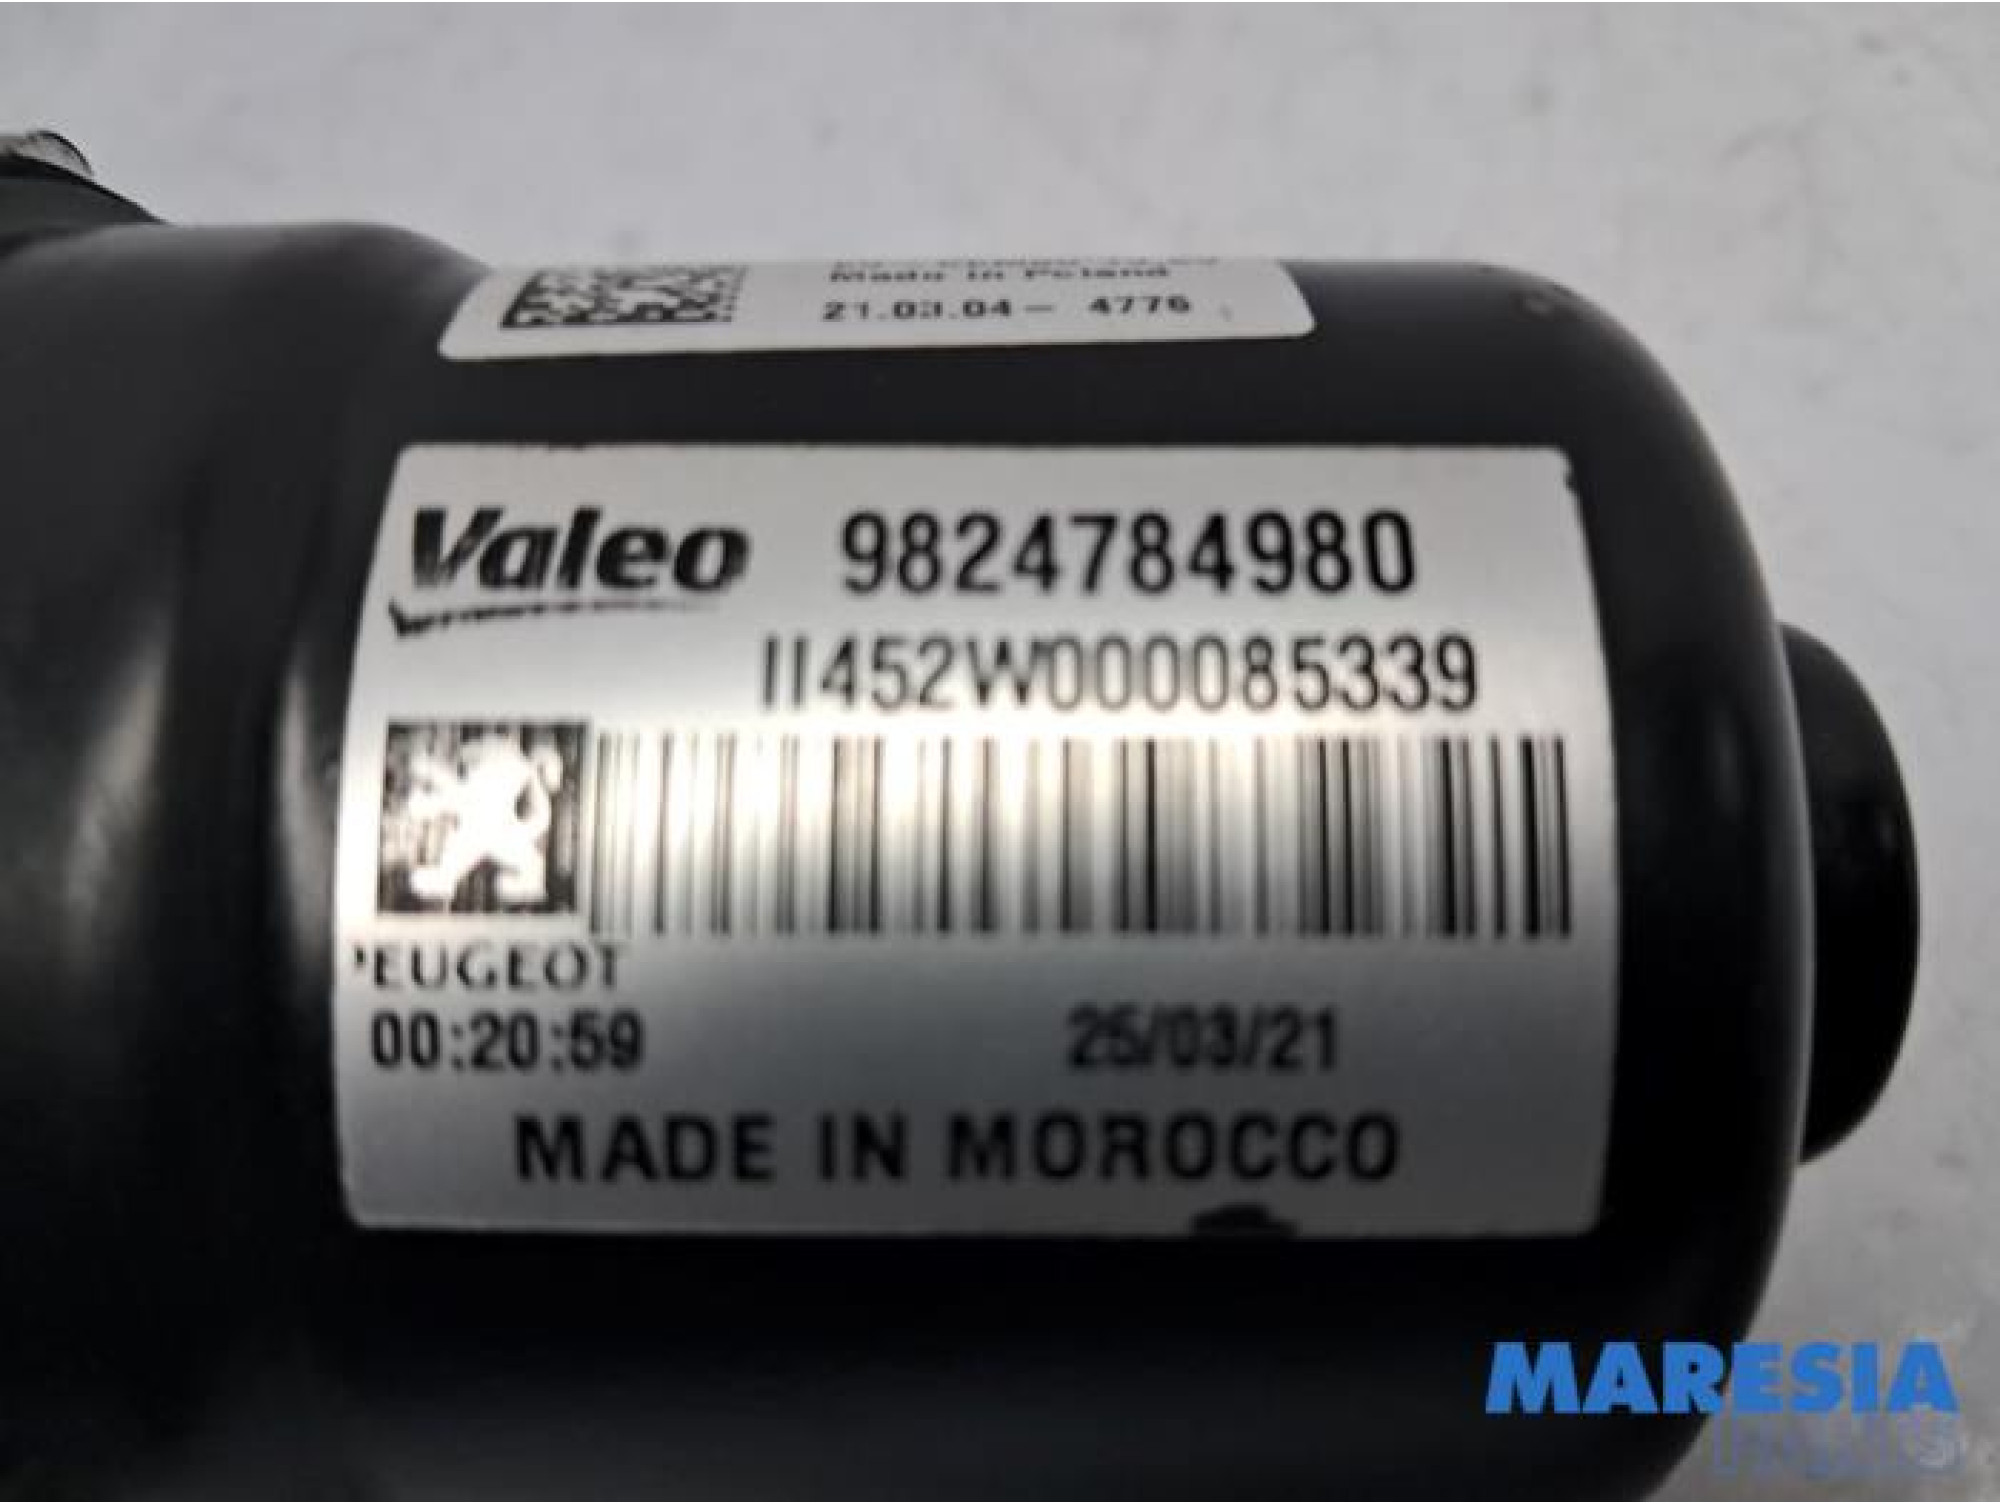 Made in Poland
21.03.04- 4776
Valeo 9824784980
II452W000085339
PEUGEOT
00:20:59 25/03/21
MADE IN MOROCCO
MARESIA
PARTS